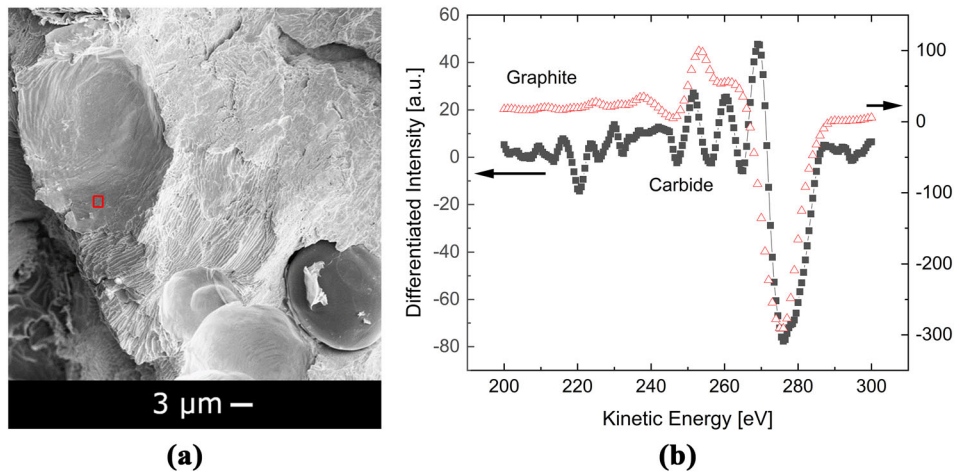 3 μm
(a)
Differentiated Intensity [a.u.]
60
40
20
0
-20
-40
-60
-80
Graphite
Carbide
100
0
-100
-200
-300
200 220 240 260 280 300
Kinetic Energy [eV]
(b)